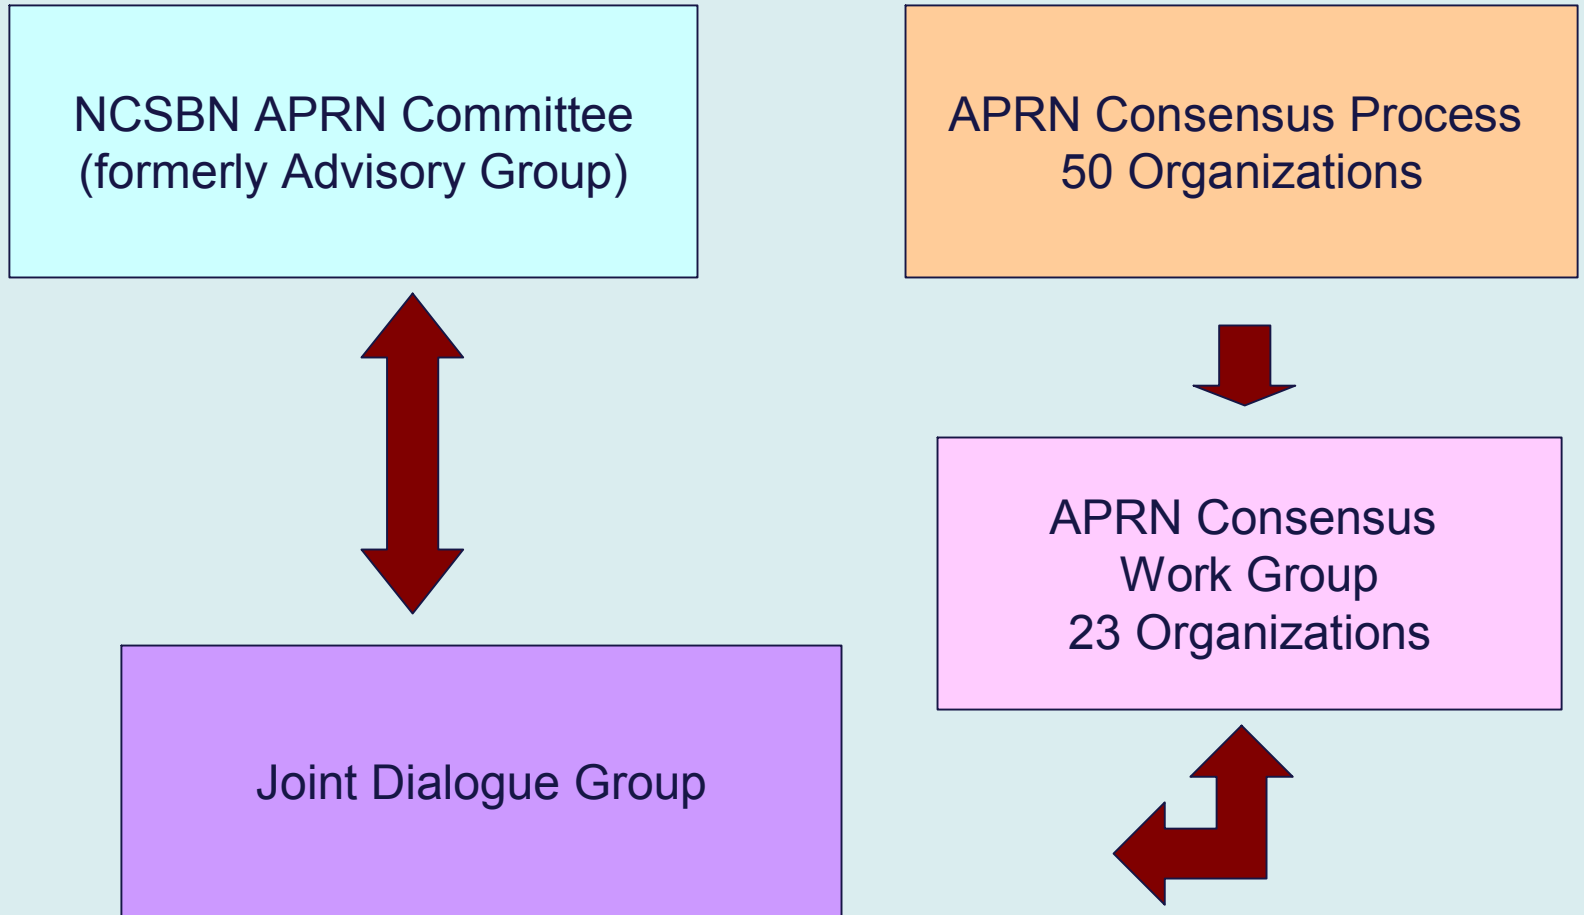 NCSBN APRN Committee
(formerly Advisory Group)
APRN Consensus Process
50 Organizations
APRN Consensus
Work Group
23 Organizations
Joint Dialogue Group